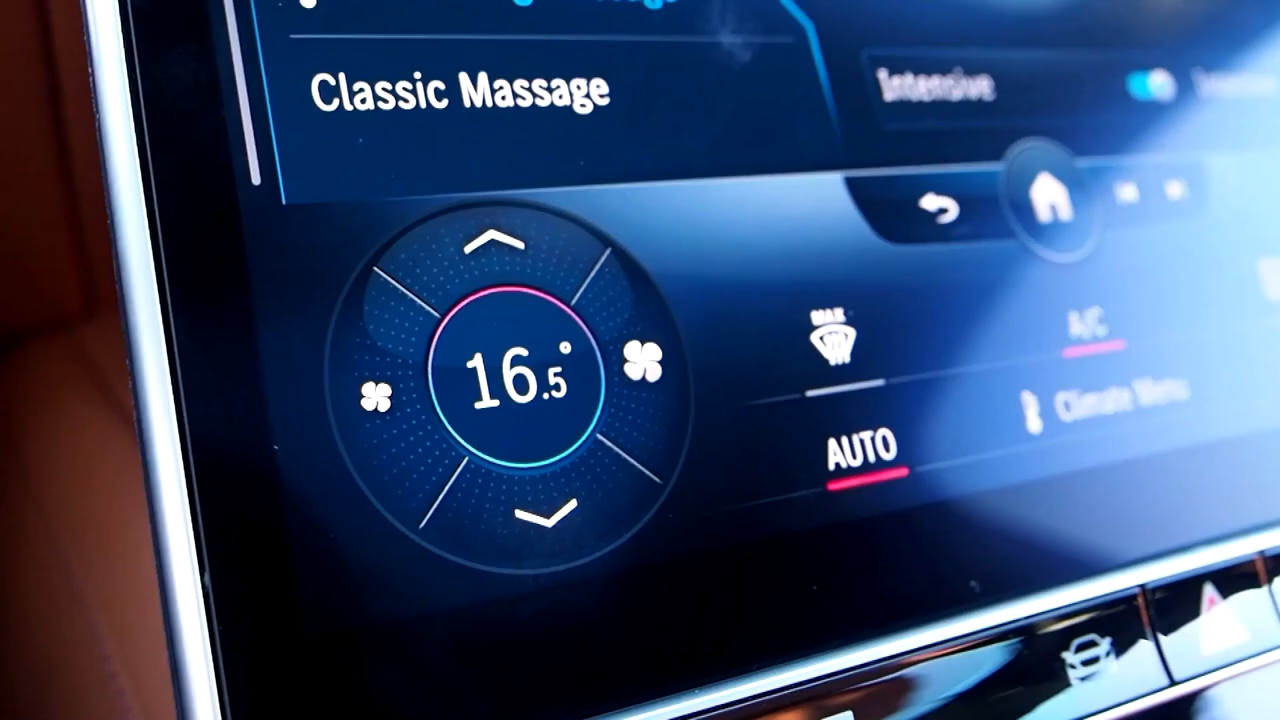 Classic Massage
Intensive
16.5°
MAX
A/C
Climate Menu
AUTO